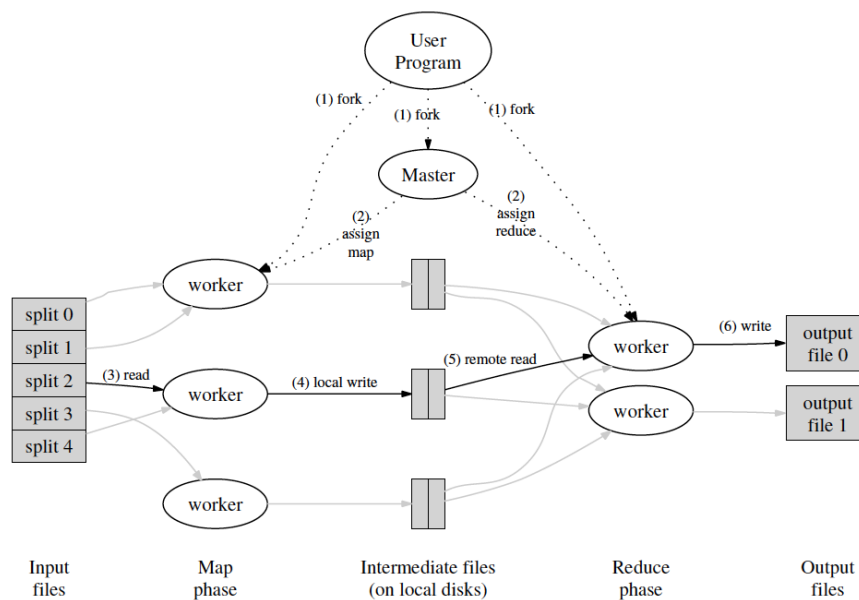 User
Program
(1) fork
(1) fork
(1) fork
Master
(2)
assign
map
(2)
assign
reduce
worker
split 0
split 1
split 2
split 3
split 4
(3) read
worker
(4) local write
(5) remote read
worker
(6) write
output
file 0
worker
output
file 1
worker
Input
files
Map
phase
Intermediate files
(on local disks)
Reduce
phase
Output
files